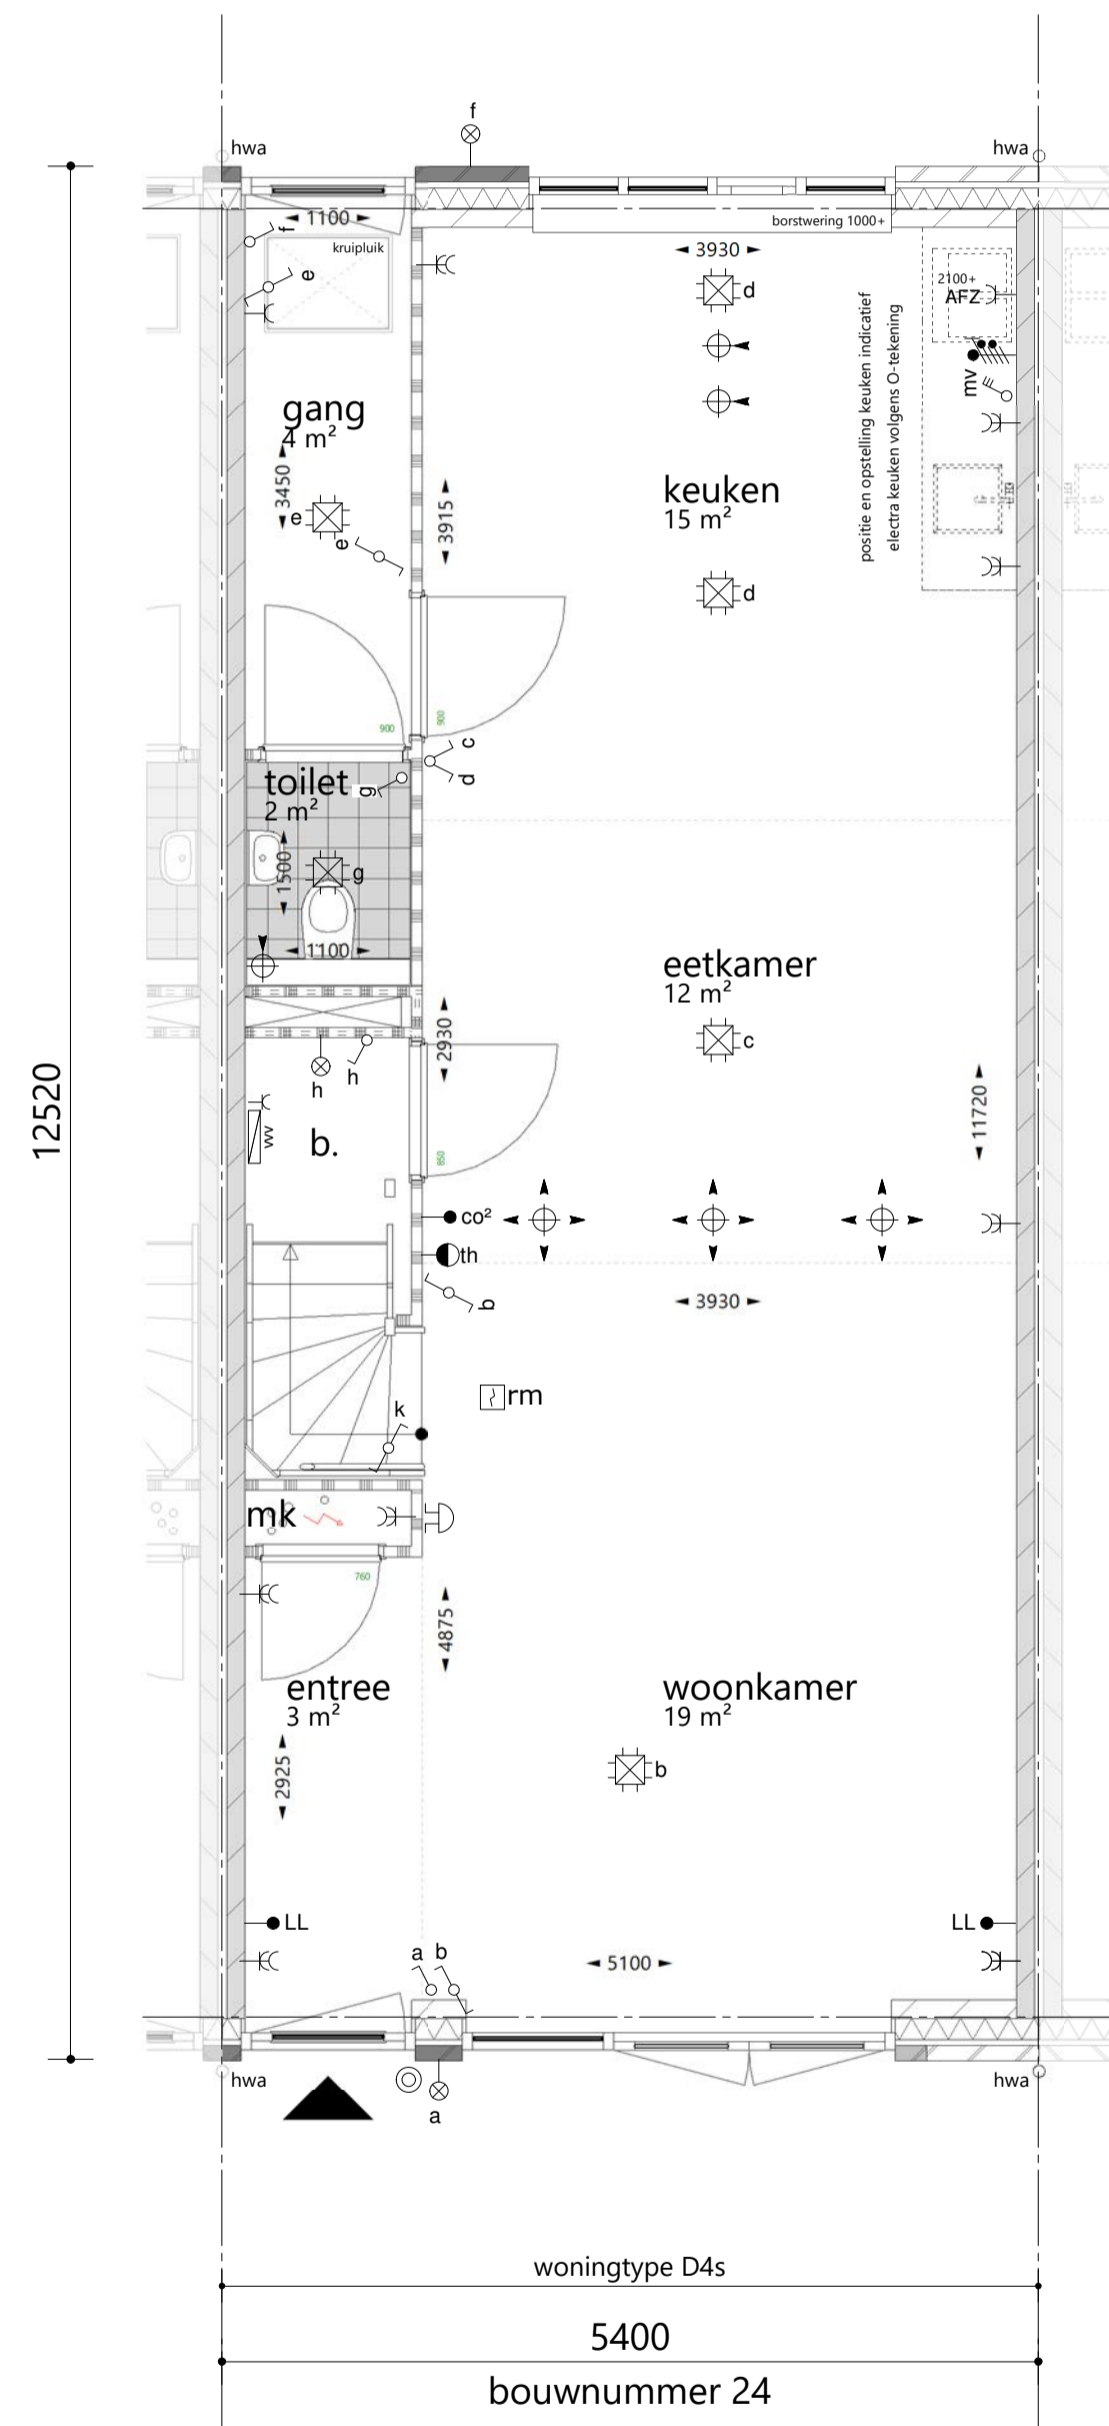 f
hwa
hwa
1100
f
kruipluik
borstwering 1000+
3930
e
d
2100+
AFZ
mv
positie en opstelling keuken indicatief
electra keuken volgens O-tekening
gang
4 m²
3450
e
e
3915
keuken
15 m²
d
900
900
c
d
toilet
2 m²
g
1500
g
1100
eetkamer
12 m²
2930
c
h
h
wv
b.
850
11720
12520
co²
th
b
3930
rm
k
mk
760
4875
entree
3 m²
woonkamer
19 m²
2925
b
LL
LL
a
b
5100
hwa
hwa
a
woningtype D4s
5400
bouwnummer 24